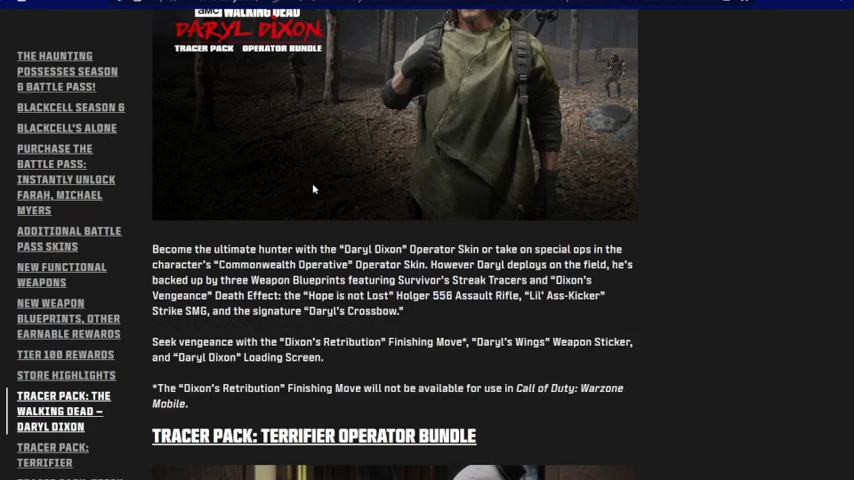 amc THE WALKING DEAD
DARYL DIXON
TRACER PACK OPERATOR BUNDLE
THE HAUNTING
POSSESSES SEASON
6 BATTLE PASS!
BLACKCELL SEASON 6
BLACKCELL'S ALONE
PURCHASE THE
BATTLE PASS:
INSTANTLY UNLOCK
FARAH, MICHAEL
MYERS
ADDITIONAL BATTLE
PASS SKINS
NEW FUNCTIONAL
WEAPONS
NEW WEAPON
BLUEPRINTS, OTHER
EARNABLE REWARDS
TIER 100 REWARDS
STORE HIGHLIGHTS
TRACER PACK: THE
WALKING DEAD –
DARYL DIXON
TRACER PACK:
TERRIFIER
Become the ultimate hunter with the “Daryl Dixon” Operator Skin or take on special ops in the
character’s “Commonwealth Operative” Operator Skin. However Daryl deploys on the field, he’s
backed up by three Weapon Blueprints featuring Survivor’s Streak Tracers and “Dixon’s
Vengeance” Death Effect: the “Hope is not Lost” Holger 556 Assault Rifle, “Lil’ Ass-Kicker”
Strike SMG, and the signature “Daryl’s Crossbow.”
Seek vengeance with the “Dixon’s Retribution” Finishing Move*, “Daryl’s Wings” Weapon Sticker,
and “Daryl Dixon” Loading Screen.
*The “Dixon’s Retribution” Finishing Move will not be available for use in Call of Duty: Warzone
Mobile.
TRACER PACK: TERRIFIER OPERATOR BUNDLE